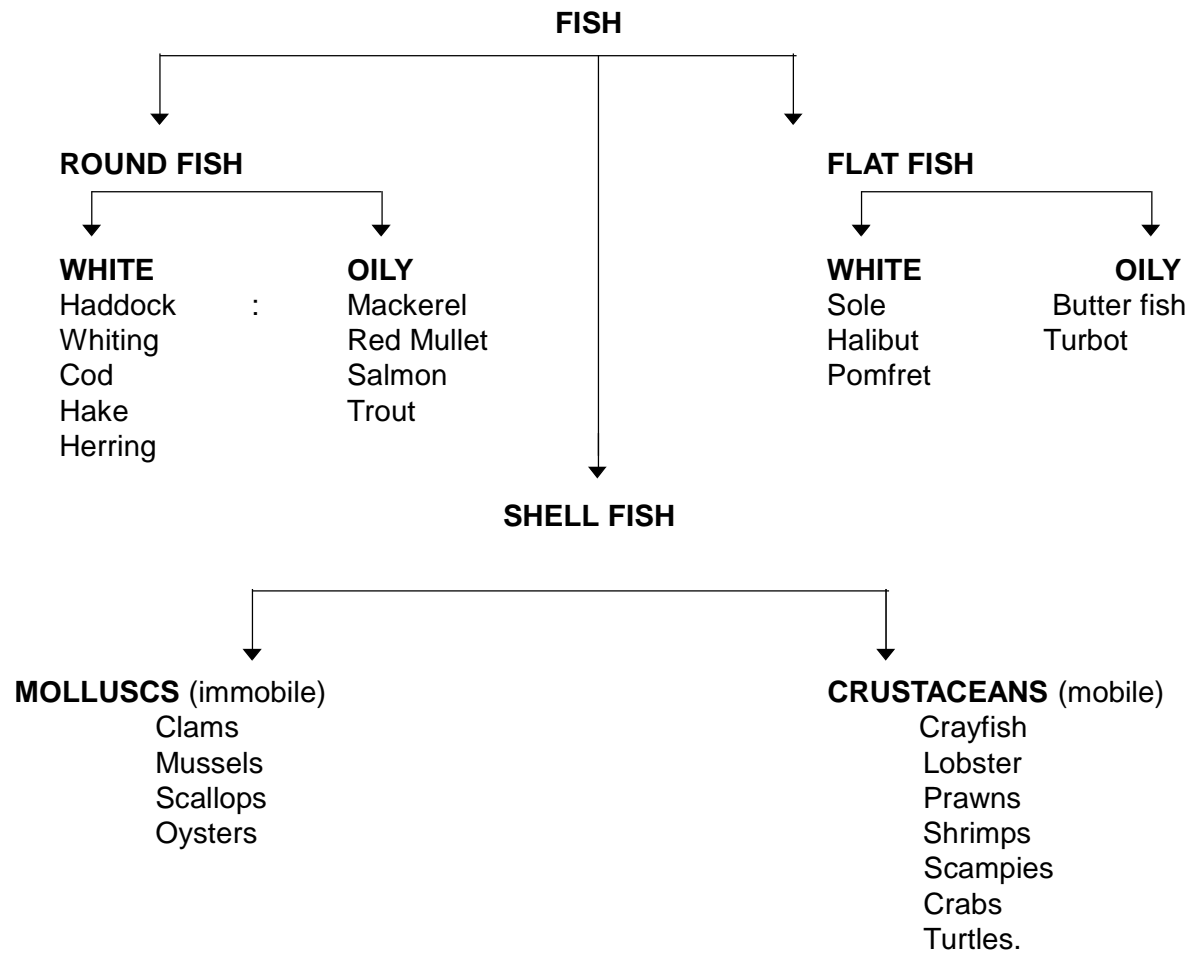 FISH
ROUND FISH
FLAT FISH
WHITE OILY
WHITE OILY
Haddock : Mackerel
Sole Butter fish
Whiting Red Mullet
Halibut Turbot
Cod Salmon
Pomfret
Hake Trout
Herring
SHELL FISH
MOLLUSCS (immobile)
Clams
Mussels
Scallops
Oysters
CRUSTACEANS (mobile)
Crayfish
Lobster
Prawns
Shrimps
Scampies
Crabs
Turtles.